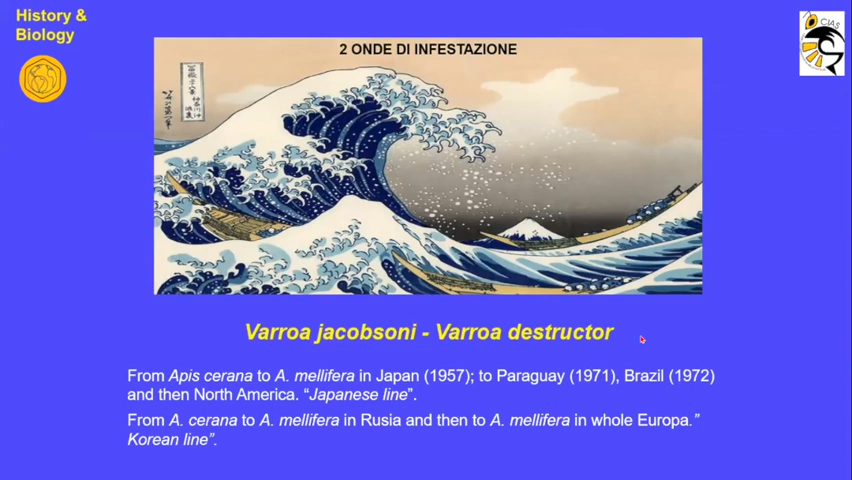 History &
Biology
CIAS
2 ONDE DI INFESTAZIONE
Varroa jacobsoni - Varroa destructor
From Apis cerana to A. mellifera in Japan (1957); to Paraguay (1971), Brazil (1972)
and then North America. “Japanese line”.
From A. cerana to A. mellifera in Rusia and then to A. mellifera in whole Europa.”
Korean line”.